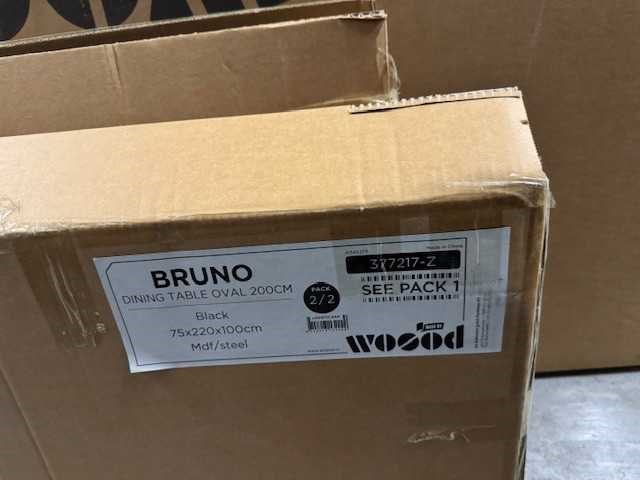 BRUNO
DINING TABLE OVAL 200CM
Black
75x220x100cm
Mdf/steel
PACK
2/2
Made in China
377217-Z
SEE PACK 1
WOOOD